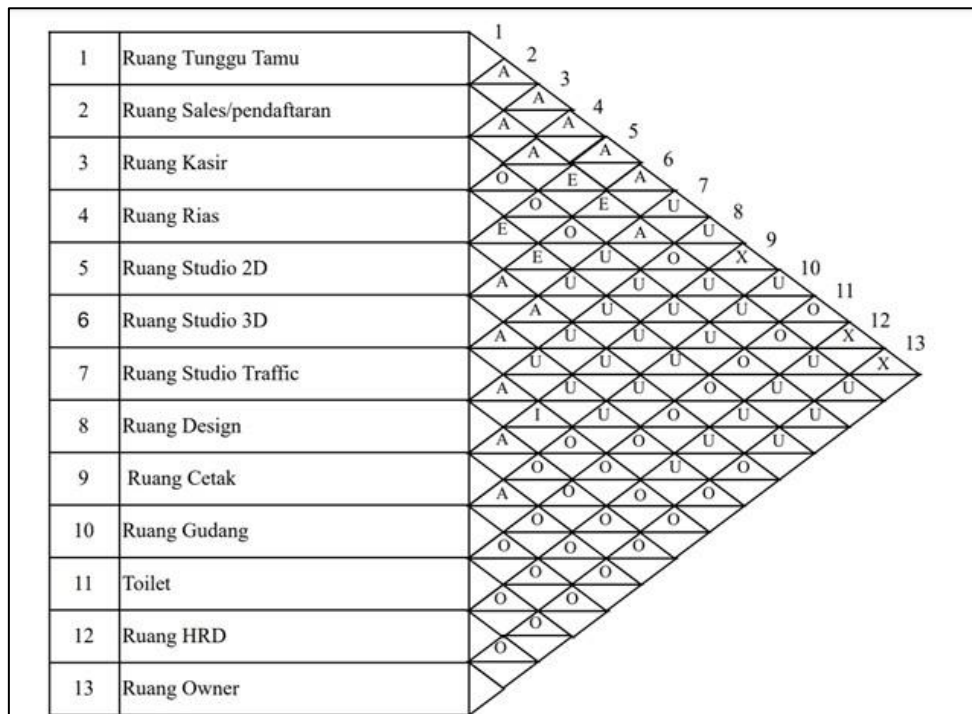 1
1 Ruang Tunggu Tamu
2
A
3
A
4
2 Ruang Sales/pendaftaran
A A
5
A A
6
3 Ruang Kasir
O E A
7
O E U
8
4 Ruang Rias
E O A U
9
E U O X
10
5 Ruang Studio 2D
A U U U U
11
A U U U O
12
6 Ruang Studio 3D
A U U U O X
13
U U U O U X
7 Ruang Studio Traffic
A U U O U U
I U O U U
8 Ruang Design
A O O U U
O O U O
9 Ruang Cetak
A O O O
O O O
10 Ruang Gudang
O O O
O O
11 Toilet
O O
O
12 Ruang HRD
O
13 Ruang Owner